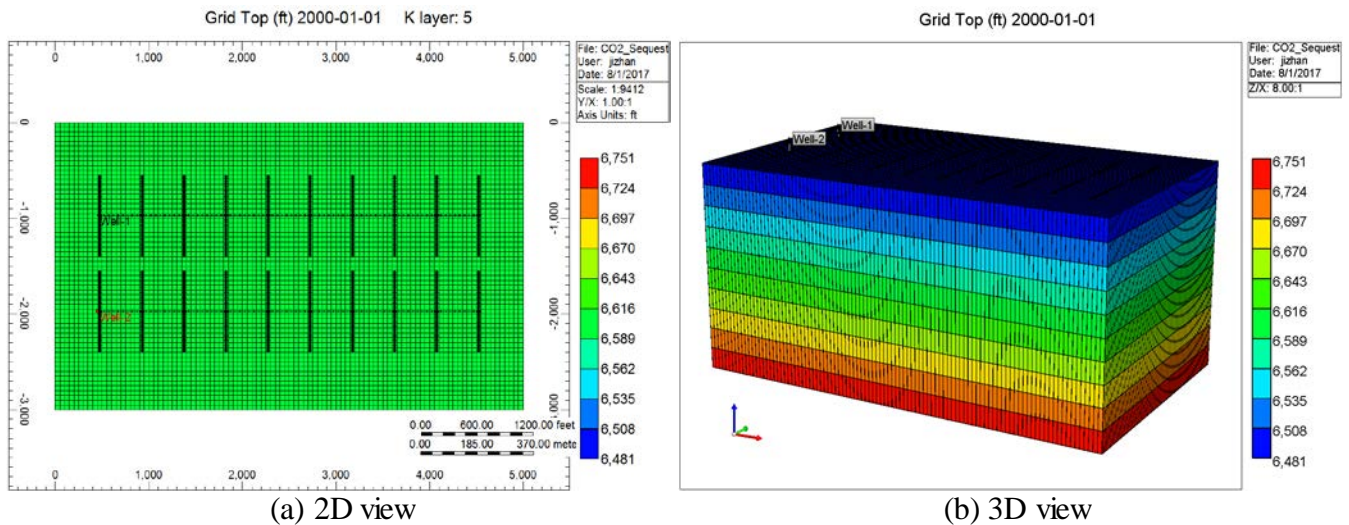 Grid Top (ft) 2000-01-01 K layer: 5
0 1,000 2,000 3,000 4,000 5,000
File: CO2_Sequest
User: jizhan
Date: 8/1/2017
Scale: 1:9412
Y/X: 1.00:1
Axis Units: ft
0 0
-1,000 -1,000
Well-1
-2,000 -2,000
Well-2
-3,000
0.00 600.00 1200.00 feet
0.00 185.00 370.00
0 1,000 2,000 3,000 4,000 5,000
6,751
6,724
6,697
6,670
6,643
6,616
6,589
6,562
6,535
6,508
6,481
(a) 2D view
Grid Top (ft) 2000-01-01
File: CO2_Sequest
User: jizhan
Date: 8/1/2017
Z/X: 8.00:1
Well-1
Well-2
6,751
6,724
6,697
6,670
6,643
6,616
6,589
6,562
6,535
6,508
6,481
(b) 3D view